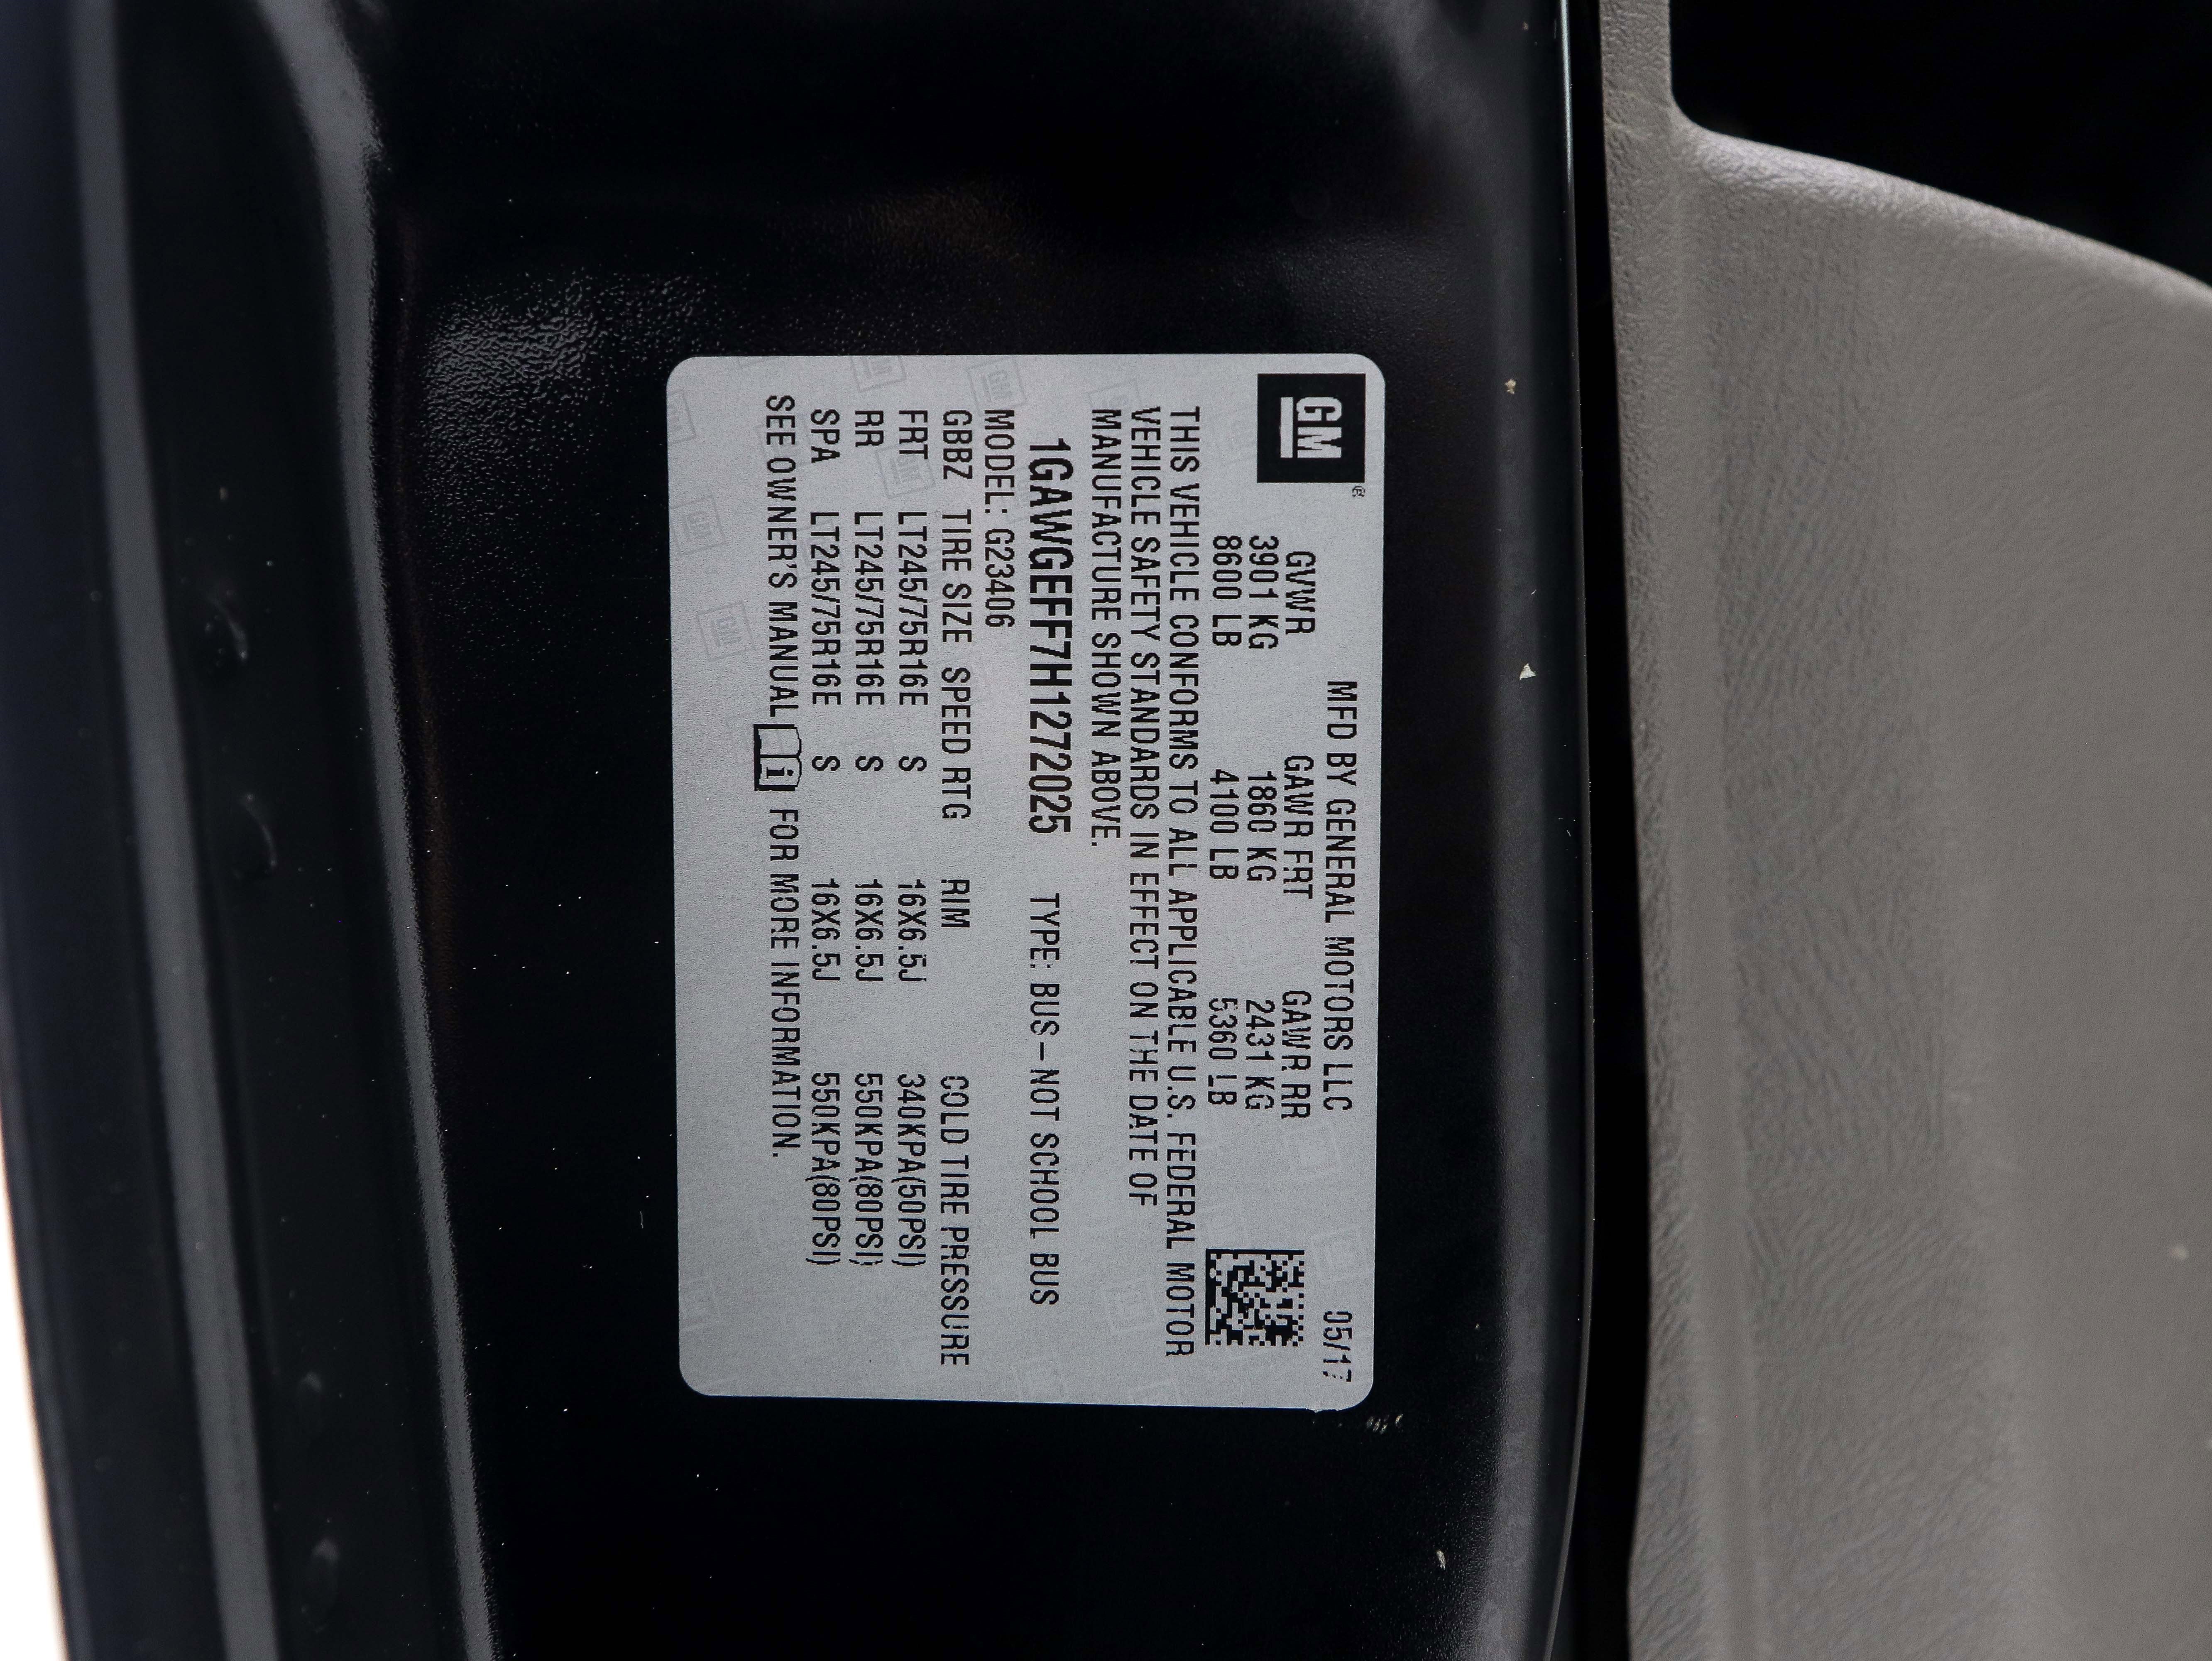 GM®
MFD BY GENERAL MOTORS LLC 05/17
GVWR GAWR FRT GAWR RR
3901 KG 1860 KG 2431 KG
8600 LB 4100 LB 5360 LB
THIS VEHICLE CONFORMS TO ALL APPLICABLE U.S. FEDERAL MOTOR
VEHICLE SAFETY STANDARDS IN EFFECT ON THE DATE OF
MANUFACTURE SHOWN ABOVE.
1GAWGEFF7H1272025 TYPE: BUS – NOT SCHOOL BUS
MODEL: G23406
GBBZ TIRE SIZE SPEED RTG RIM COLD TIRE PRESSURE
FRT LT245/75R16E S 16X6.5J 340KPA(50PSI)
RR LT245/75R16E S 16X6.5J 550KPA(80PSI)
SPA LT245/75R16E S 16X6.5J 550KPA(80PSI)
SEE OWNER'S MANUAL i FOR MORE INFORMATION.